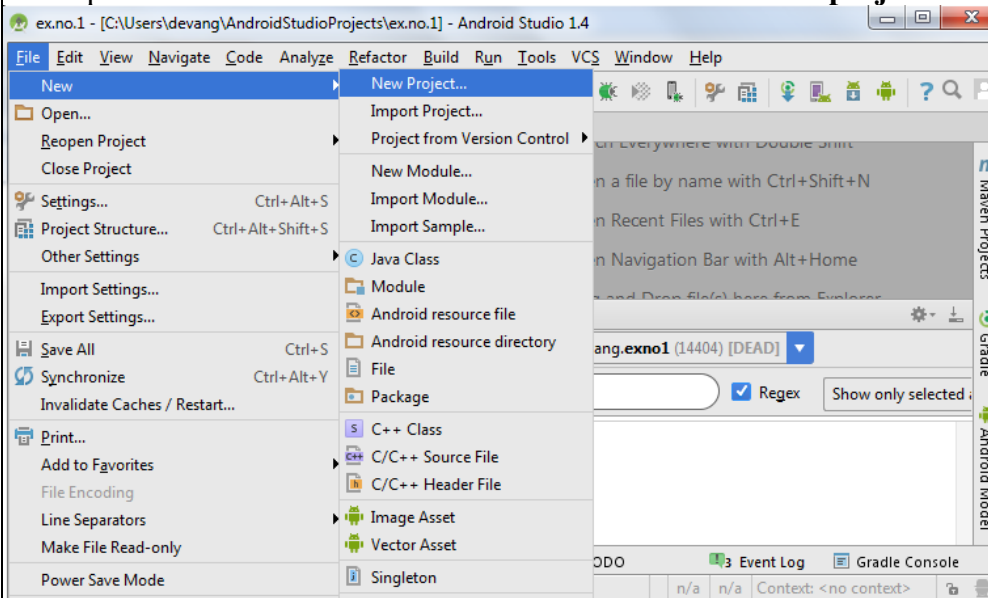 ex.no.1 - [C:\Users\devang\AndroidStudioProjects\ex.no.1] - Android Studio 1.4
File Edit View Navigate Code Analyze Refactor Build Run Tools VCS Window Help
New
Open...
Reopen Project
Close Project
Settings... Ctrl+Alt+S
Project Structure... Ctrl+Alt+Shift+S
Other Settings
Import Settings...
Export Settings...
Save All Ctrl+S
Synchronize Ctrl+Alt+Y
Invalidate Caches / Restart...
Print...
Add to Favorites
File Encoding
Line Separators
Make File Read-only
Power Save Mode
New Project...
Import Project...
Project from Version Control
New Module...
Import Module...
Import Sample...
Java Class
Module
Android resource file
Android resource directory
File
Package
C++ Class
C/C++ Source File
C/C++ Header File
Image Asset
Vector Asset
Singleton
Everywhere with Double Shift
a file by name with Ctrl+Shift+N
Recent Files with Ctrl+E
Navigation Bar with Alt+Home
and Drop file(s) here from Explorer
ang.exno1 (14404) [DEAD]
Regex Show only selected
ODO 3 Event Log Gradle Console
n/a n/a Context: <no context>
Maven Projects
Gradle
Android Model